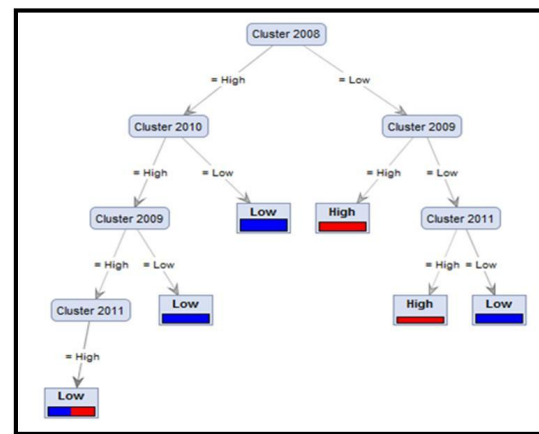 Cluster 2008
= High
= Low
Cluster 2010
Cluster 2009
= High
= Low
= High
= Low
Cluster 2009
Low
High
Cluster 2011
= High
= Low
= High
= Low
Cluster 2011
Low
High
Low
= High
Low